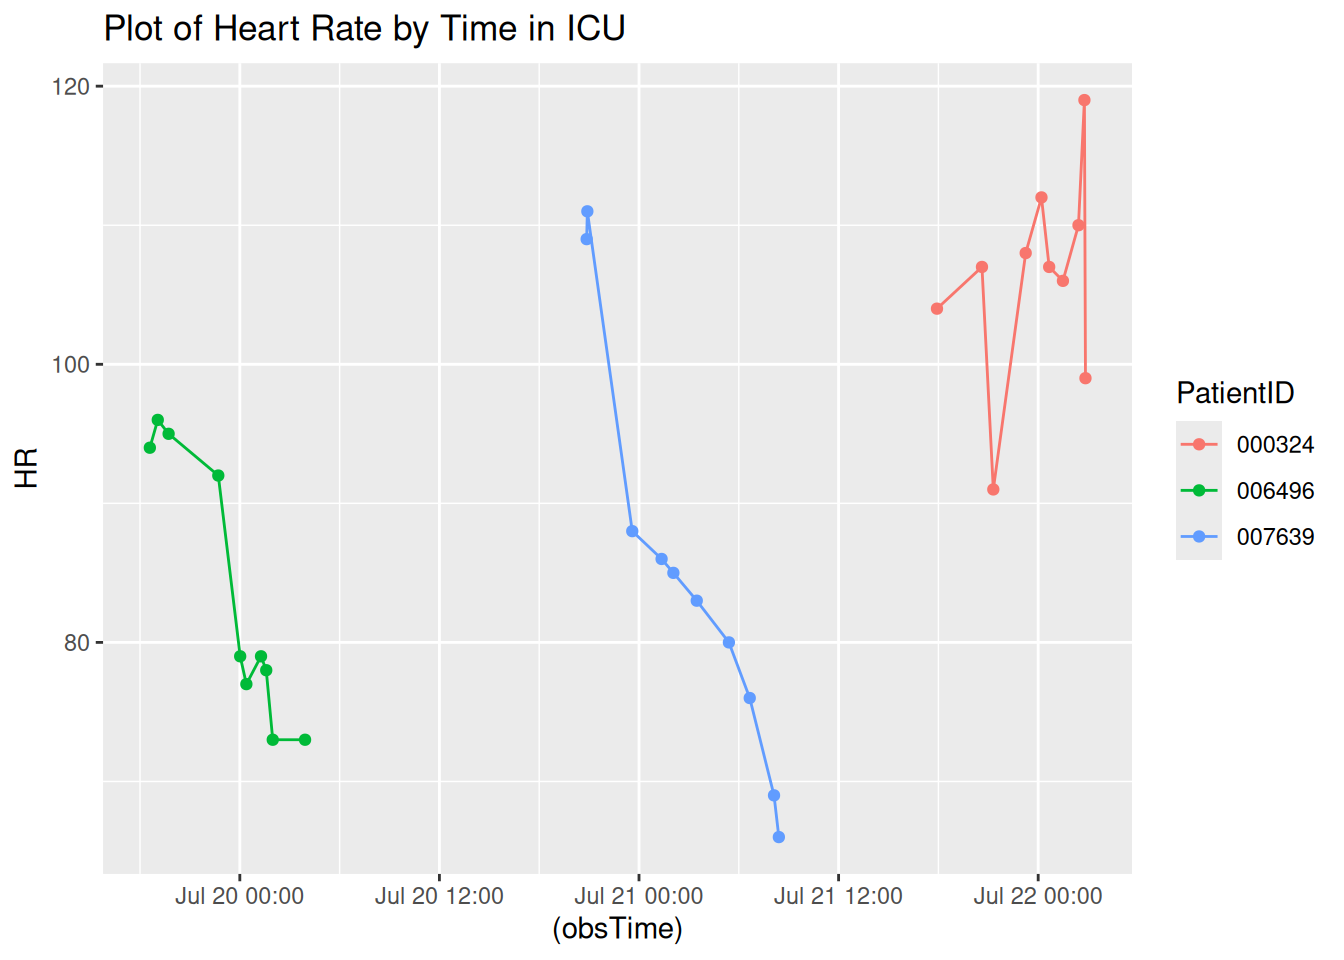 Plot of Heart Rate by Time in ICU
120
100
80
HR
Jul 20 00:00 Jul 20 12:00 Jul 21 00:00 Jul 21 12:00 Jul 22 00:00
(obsTime)
PatientID
000324
006496
007639